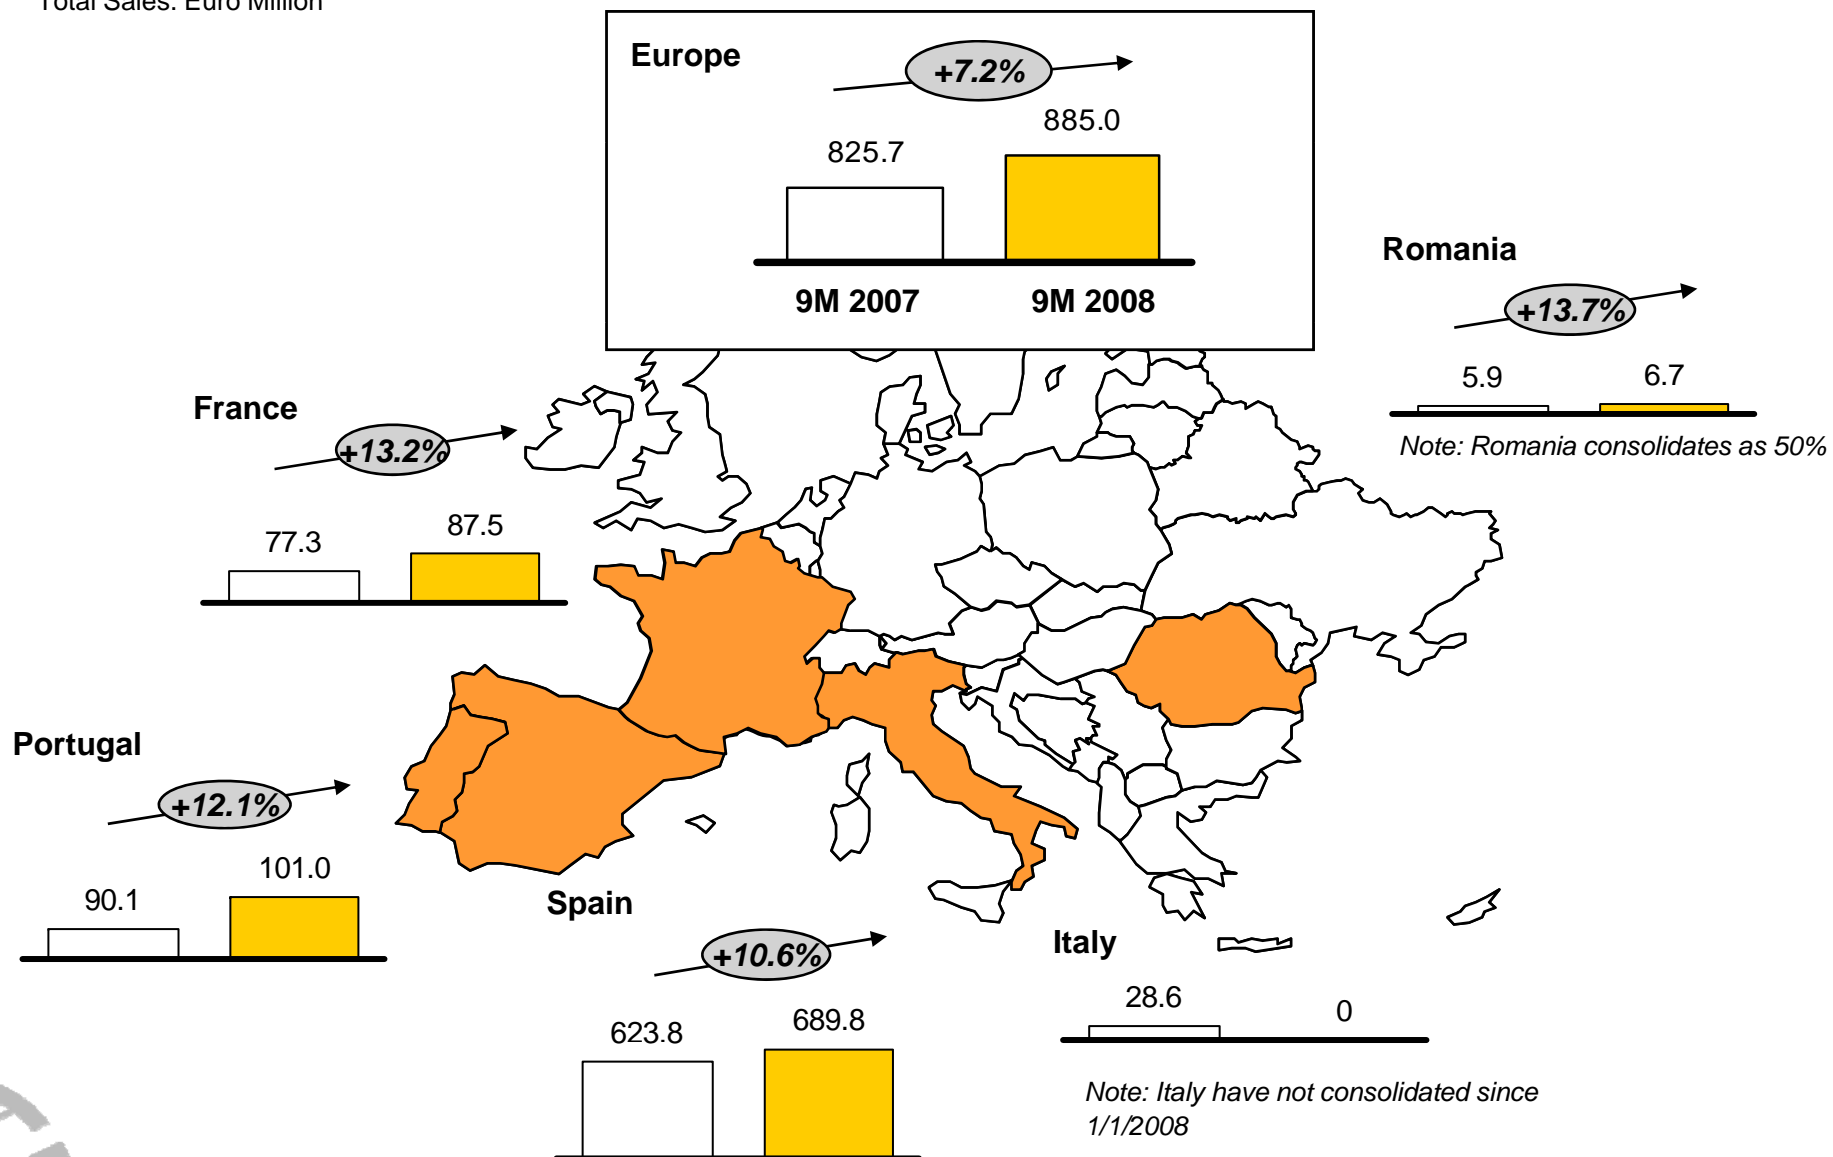 Total Sales: Euro Million
Europe
+7.2%
885.0
825.7
9M 2007 9M 2008
Romania
+13.7%
5.9 6.7
Note: Romania consolidates as 50%
France
+13.2%
77.3 87.5
Portugal
+12.1%
90.1 101.0
Spain
+10.6%
623.8 689.8
Italy
28.6 0
Note: Italy have not consolidated since
1/1/2008